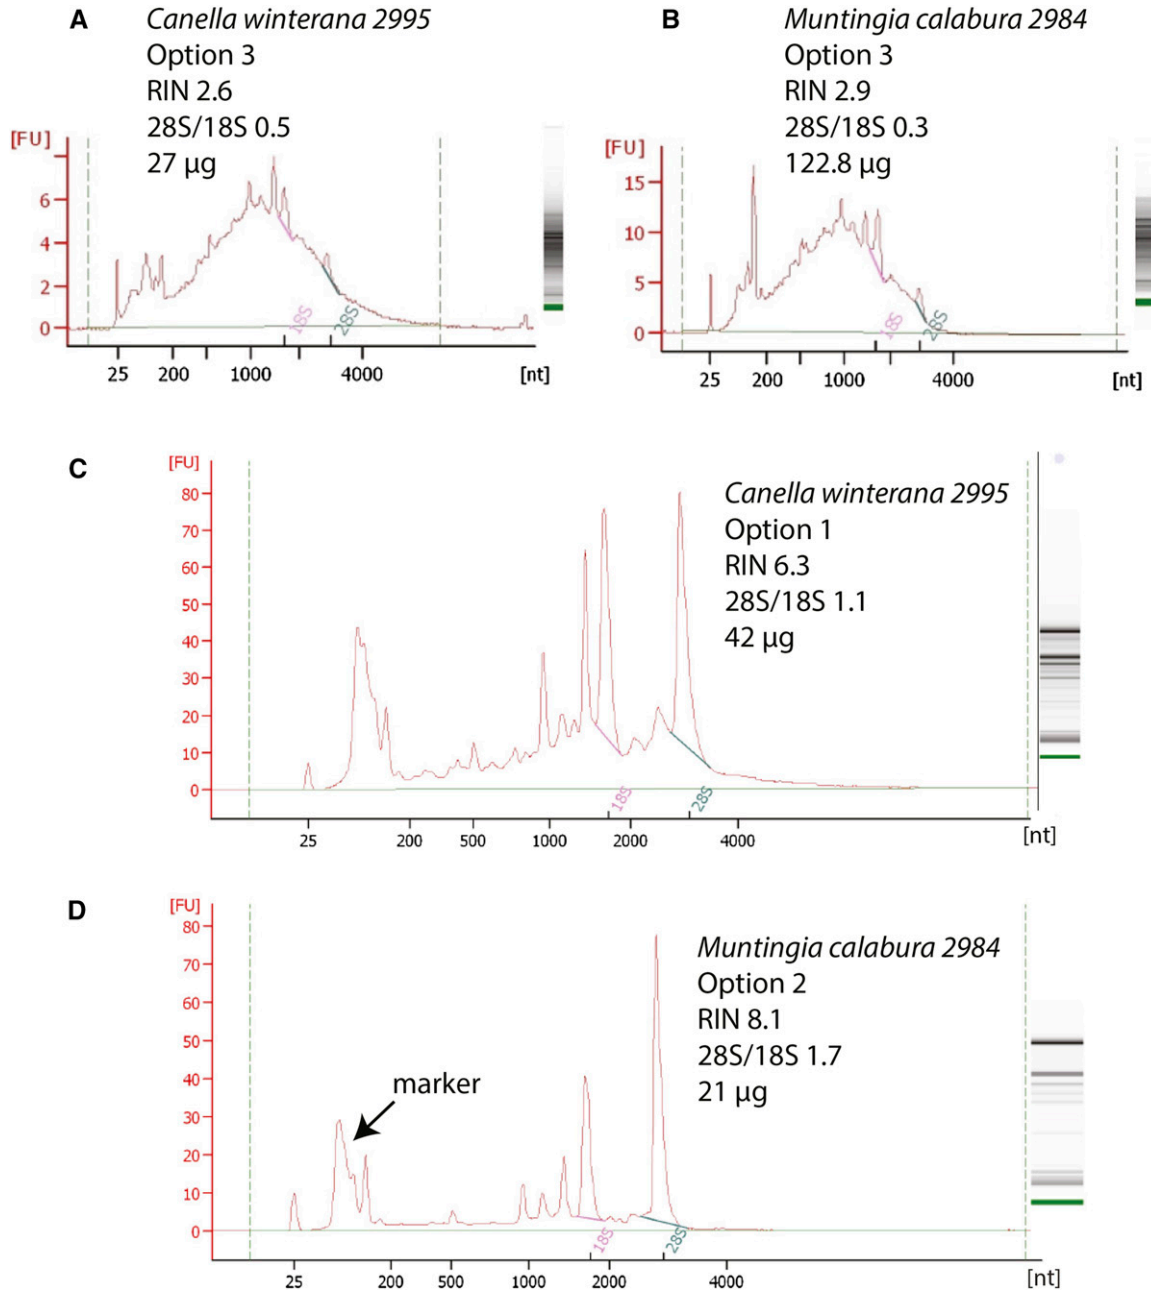 A
Canella winterana 2995
Option 3
RIN 2.6
28S/18S 0.5
27 µg
[FU]
6
4
2
0
18S
28S
25 200 1000 4000 [nt]
B
Muntingia calabura 2984
Option 3
RIN 2.9
28S/18S 0.3
122.8 µg
[FU]
15
10
5
0
18S
28S
25 200 1000 4000 [nt]
C
[FU]
80
70
60
50
40
30
20
10
0
Canella winterana 2995
Option 1
RIN 6.3
28S/18S 1.1
42 µg
18S
28S
25 200 500 1000 2000 4000 [nt]
D
[FU]
80
70
60
50
40
30
20
10
0
Muntingia calabura 2984
Option 2
RIN 8.1
28S/18S 1.7
21 µg
marker
18S
28S
25 200 500 1000 2000 4000 [nt]